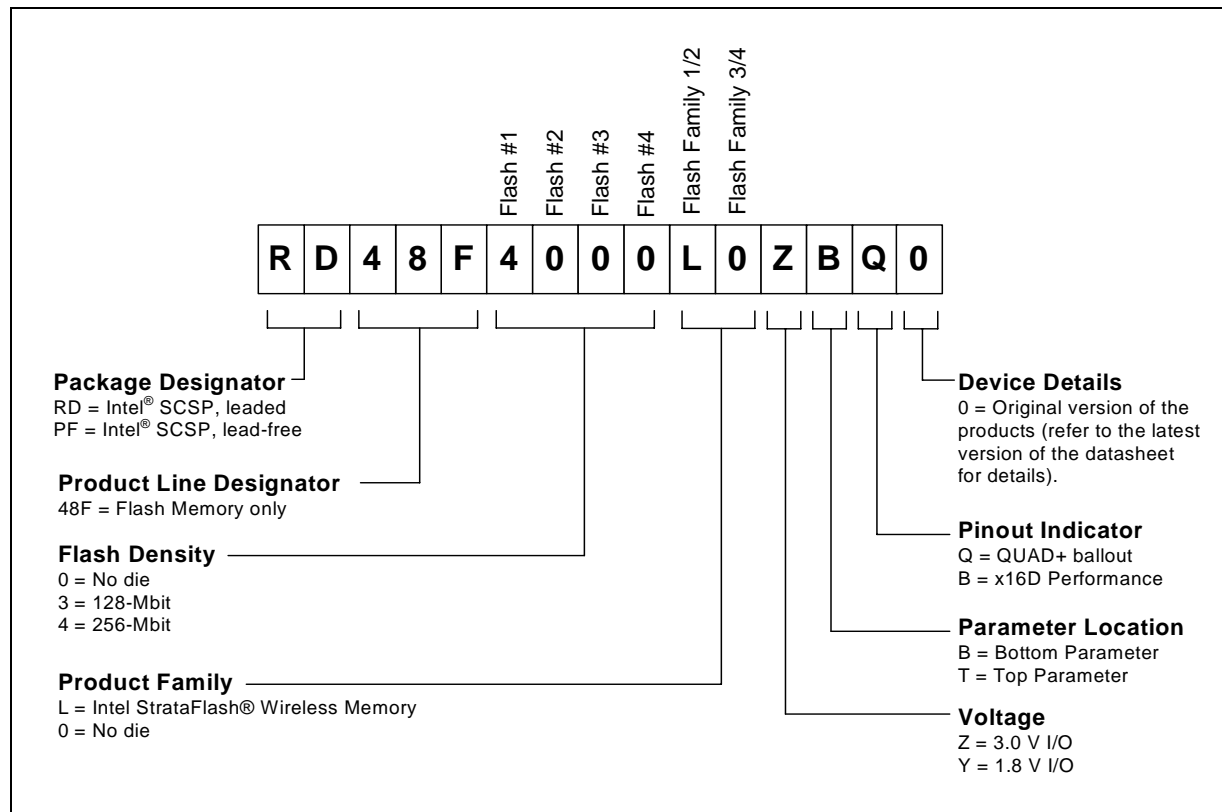 Flash #1
Flash #2
Flash #3
Flash #4
Flash Family 1/2
Flash Family 3/4
R D 4 8 F 4 0 0 0 L 0 Z B Q 0
Package Designator
RD = Intel® SCSP, leaded
PF = Intel® SCSP, lead-free
Product Line Designator
48F = Flash Memory only
Flash Density
0 = No die
3 = 128-Mbit
4 = 256-Mbit
Product Family
L = Intel StrataFlash® Wireless Memory
0 = No die
Device Details
0 = Original version of the
products (refer to the latest
version of the datasheet
for details).
Pinout Indicator
Q = QUAD+ ballout
B = x16D Performance
Parameter Location
B = Bottom Parameter
T = Top Parameter
Voltage
Z = 3.0 V I/O
Y = 1.8 V I/O